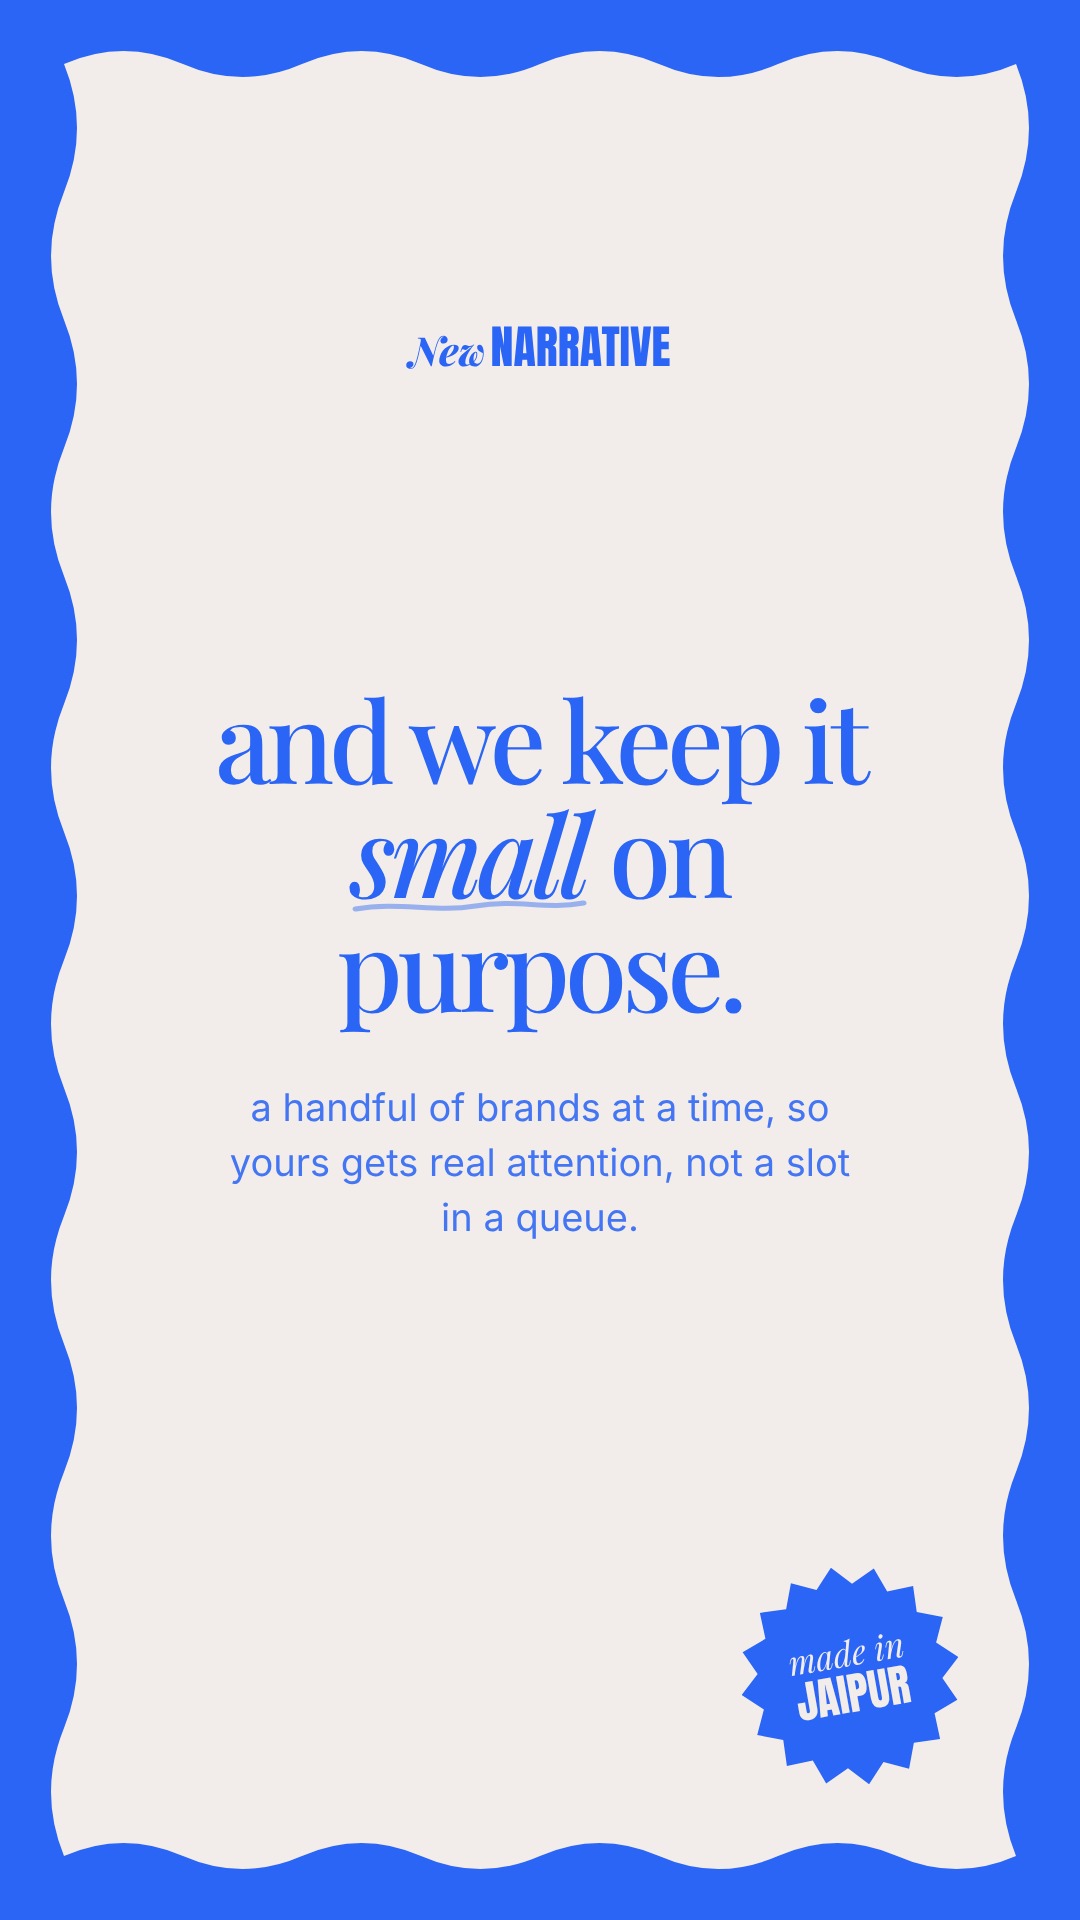 New NARRATIVE
and we keep it
small on
purpose.
a handful of brands at a time, so
yours gets real attention, not a slot
in a queue.
made in
JAIPUR